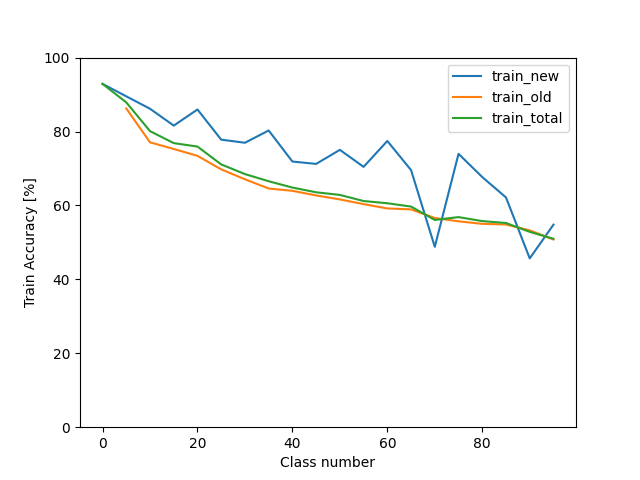 100
80
60
40
20
0
Train Accuracy [%]
train_new
train_old
train_total
0 20 40 60 80
Class number